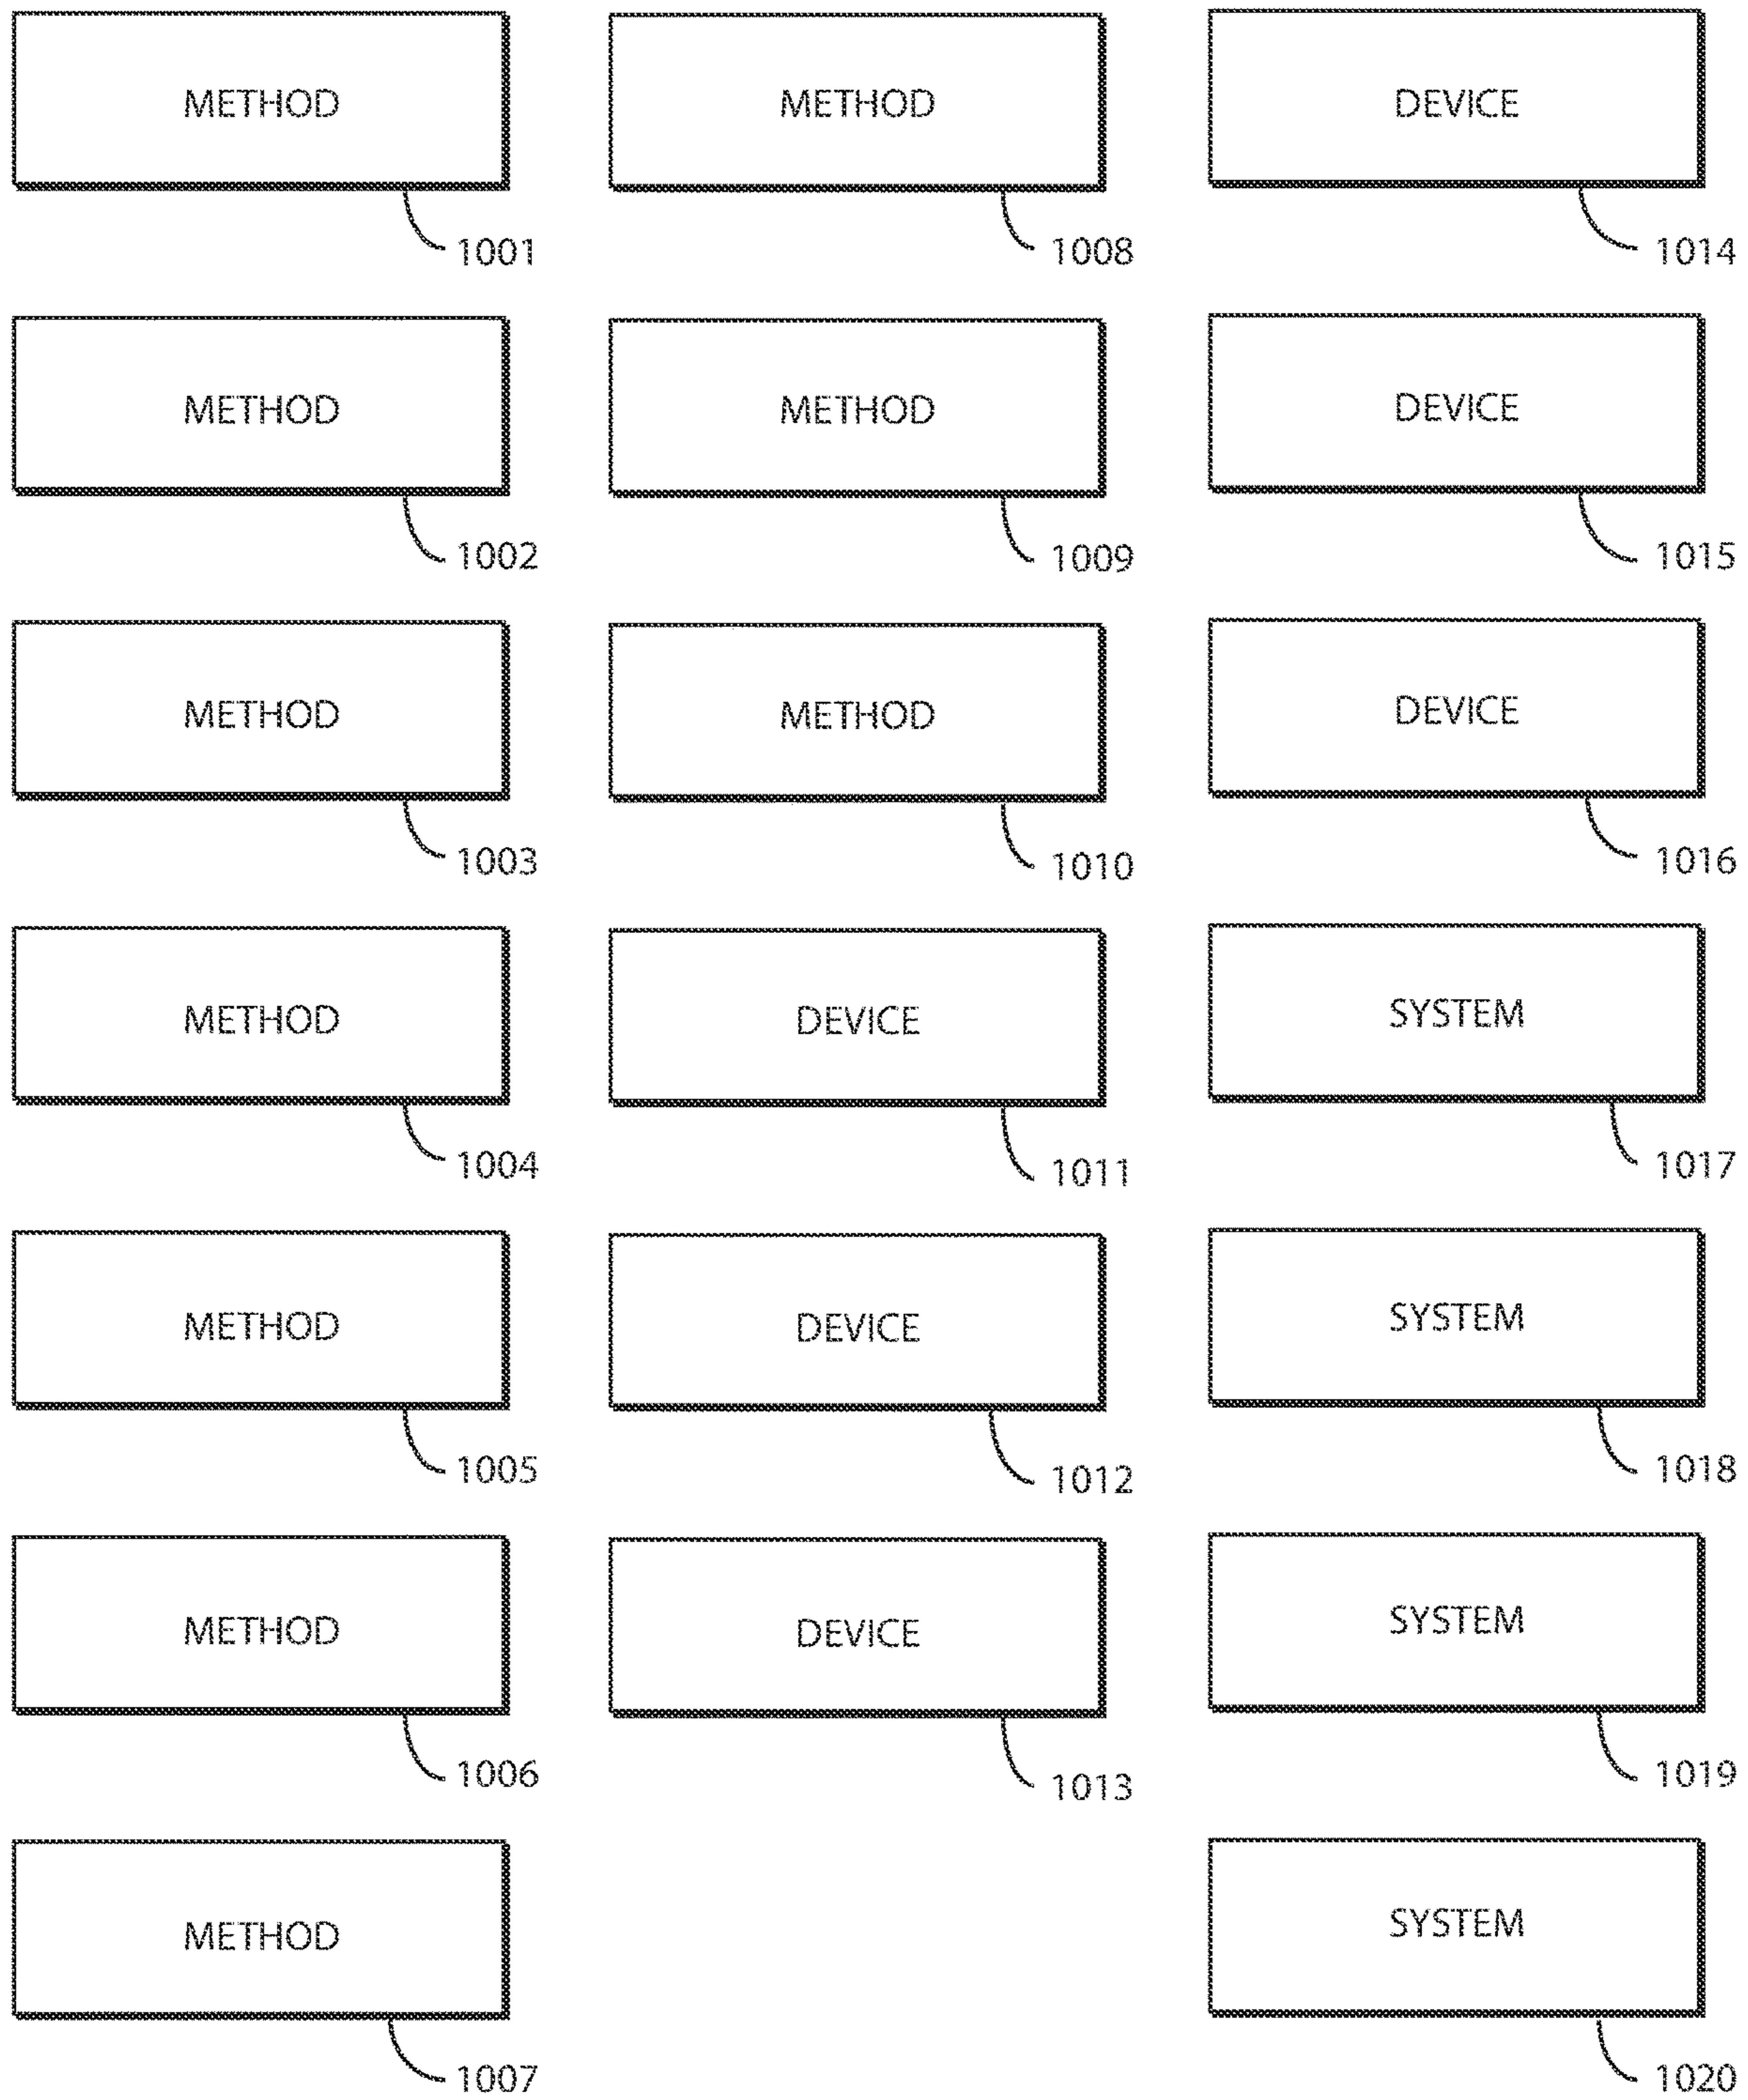 METHOD
1001
METHOD
1002
METHOD
1003
METHOD
1004
METHOD
1005
METHOD
1006
METHOD
1007
METHOD
1008
METHOD
1009
METHOD
1010
DEVICE
1011
DEVICE
1012
DEVICE
1013
DEVICE
1014
DEVICE
1015
DEVICE
1016
SYSTEM
1017
SYSTEM
1018
SYSTEM
1019
SYSTEM
1020